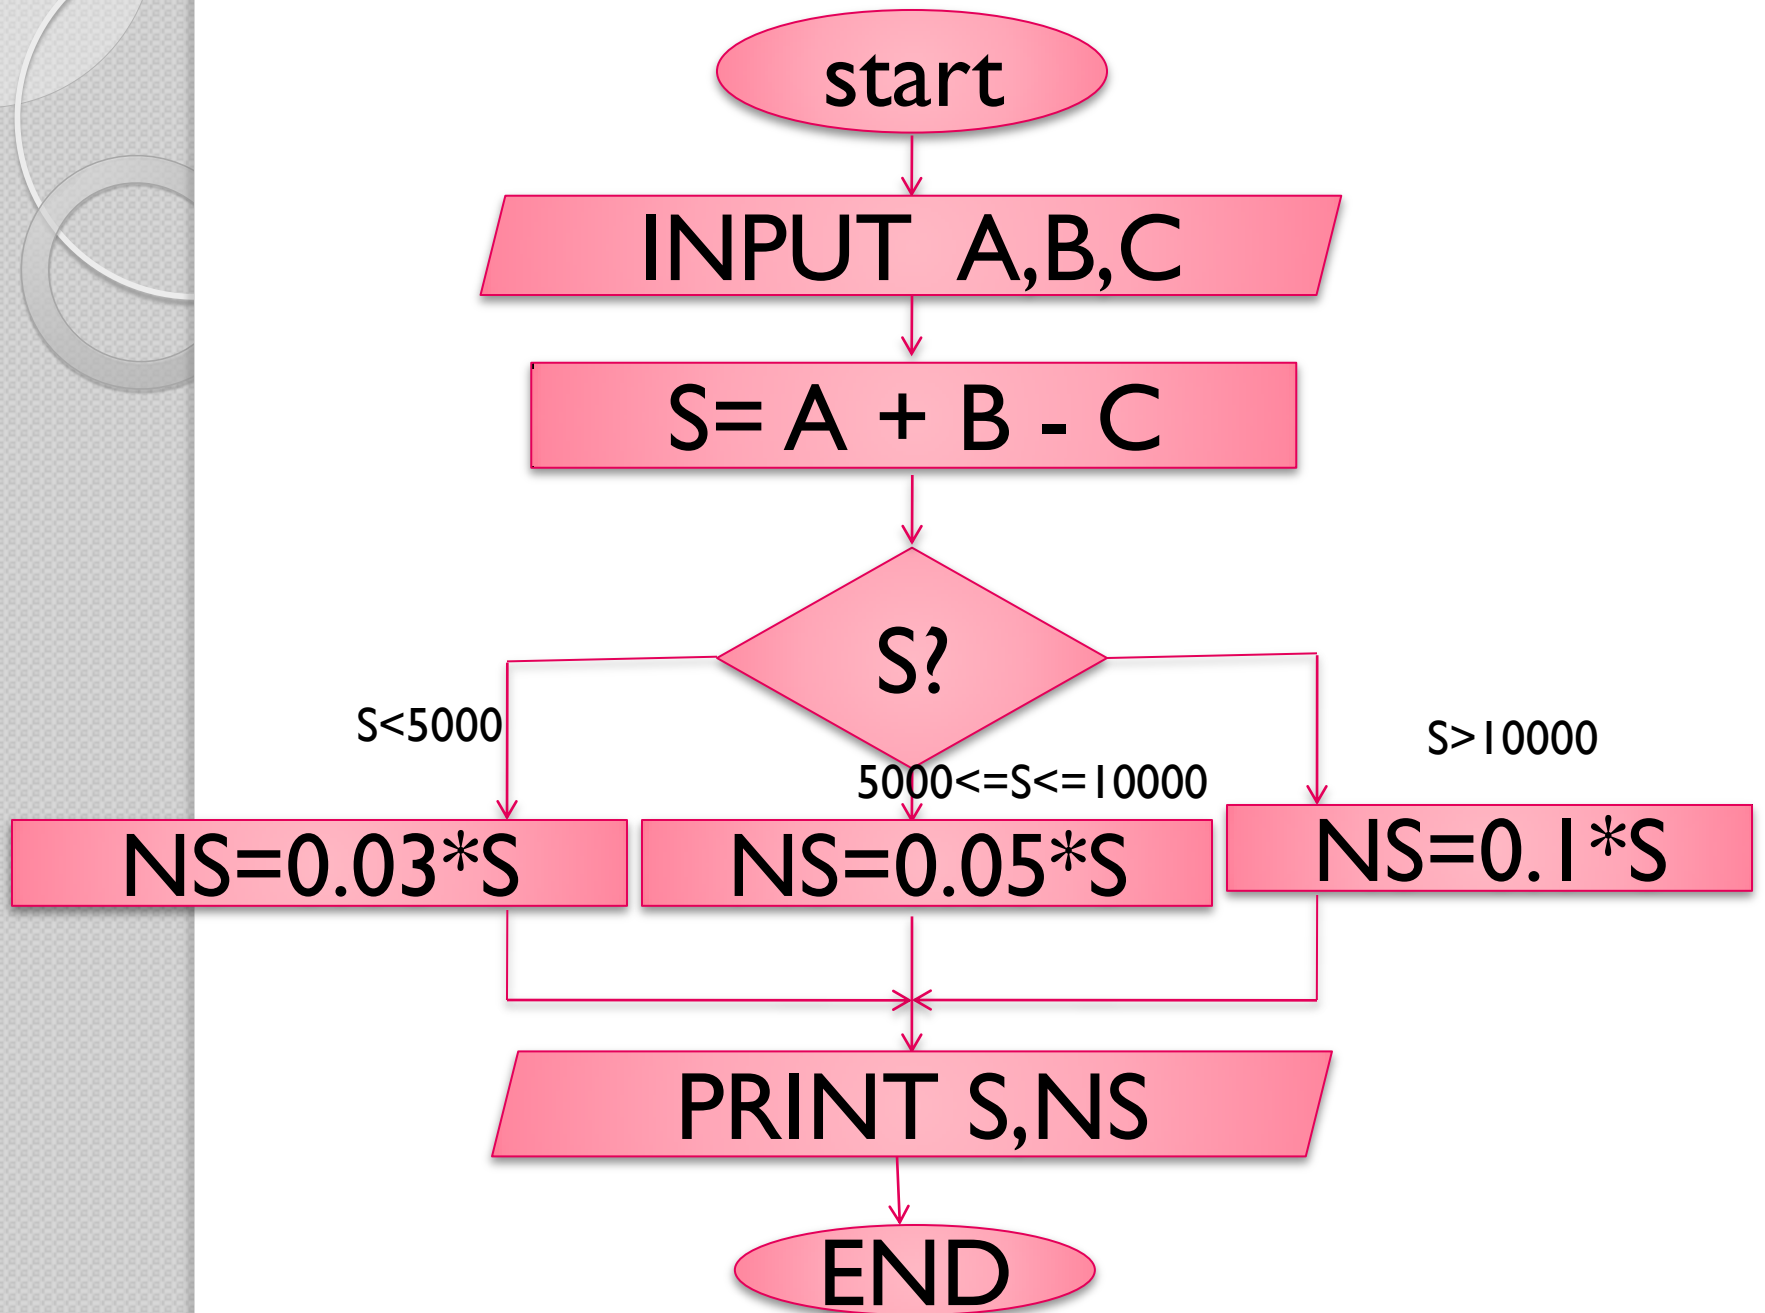 start
INPUT A,B,C
S= A + B - C
S?
S<5000
5000<=S<=10000
S>10000
NS=0.03*S
NS=0.05*S
NS=0.1*S
PRINT S,NS
END